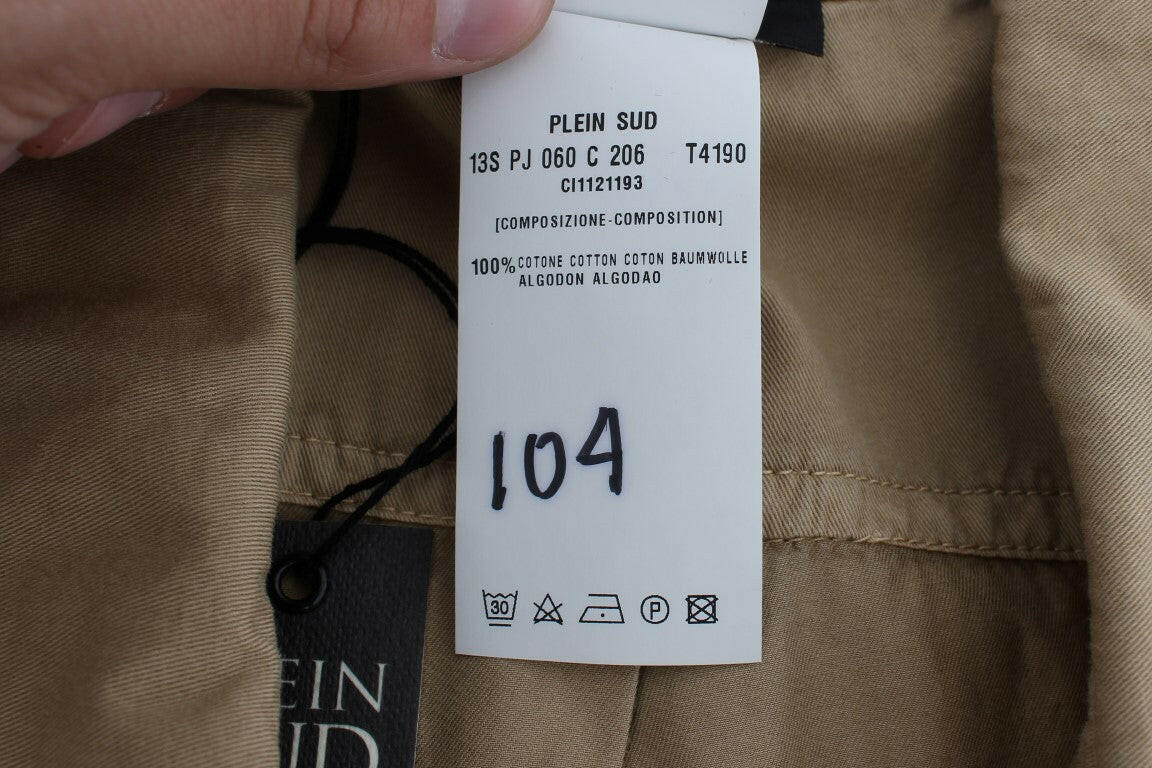 PLEIN SUD
13S PJ 060 C 206 T4190
CI1121193
[COMPOSIZIONE-COMPOSITION]
100% COTONE COTTON COTON BAUMWOLLE
ALGODON ALGODAO
104
30
P
EIN
UD